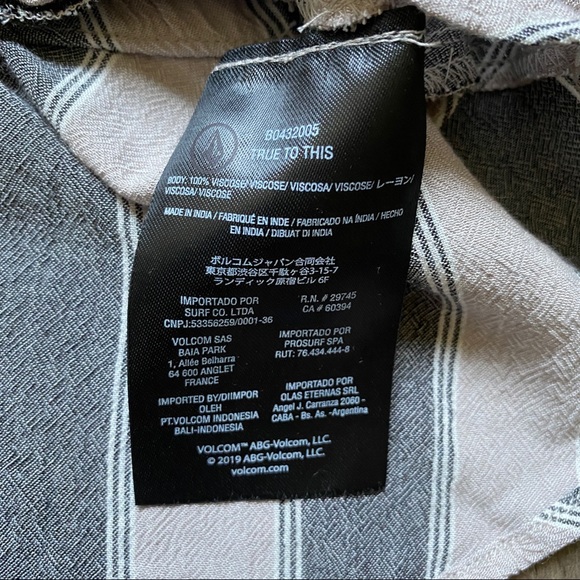 B0432005
TRUE TO THIS
BODY: 100% VISCOSE/ VISCOSE/ VISCOSA/ VISCOSE/ レーヨン/
VISCOSA/ VISCOSE
MADE IN INDIA / FABRIQUÉ EN INDE / FABRICADO NA ÍNDIA / HECHO
EN INDIA / DIBUAT DI INDIA
ボルコムジャパン合同会社
東京都渋谷区千駄ヶ谷3-15-7
ランディック原宿ビル 6F
IMPORTADO POR
SURF CO. LTDA
CNPJ:53356259/0001-36
VOLCOM SAS
BAIA PARK
1, Allée Belharra
64 600 ANGLET
FRANCE
IMPORTED BY/DIIMPOR
OLEH
PT.VOLCOM INDONESIA
BALI-INDONESIA
R.N. # 29745
CA # 60394
IMPORTADO POR
PROSURF SPA
RUT: 76.434.444-8
IMPORTADO POR
OLAS ETERNAS SRL
Angel J. Carranza 2060 -
CABA - Bs. As. -Argentina
VOLCOM™ ABG-Volcom, LLC.
© 2019 ABG-Volcom, LLC.
volcom.com